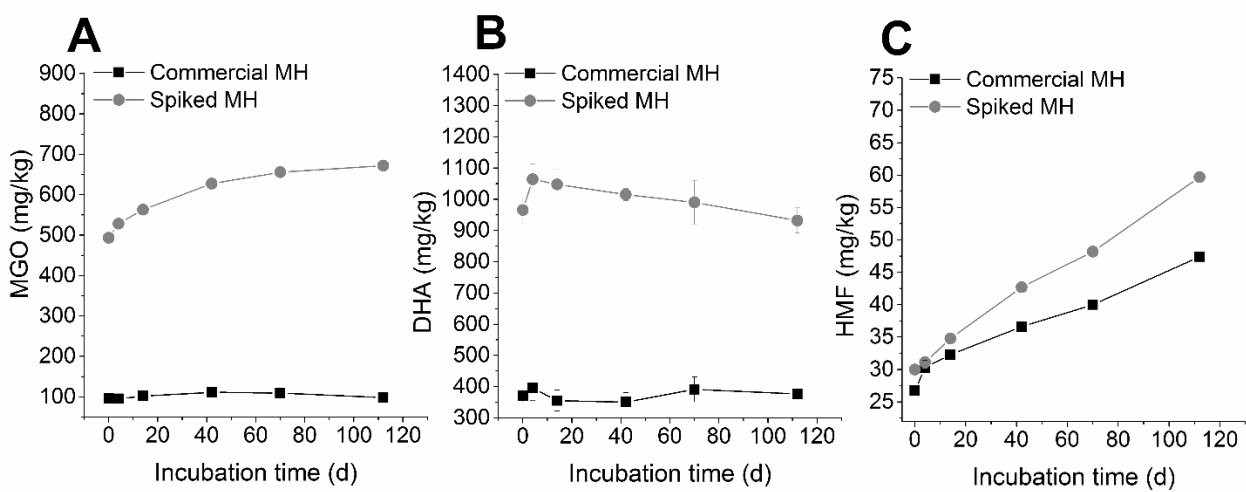 A
Commercial MH
Spiked MH
900
800
700
600
500
400
300
200
100
0
MGO (mg/kg)
0 20 40 60 80 100 120
Incubation time (d)
B
Commercial MH
Spiked MH
1400
1300
1200
1100
1000
900
800
700
600
500
400
300
DHA (mg/kg)
0 20 40 60 80 100 120
Incubation time (d)
C
Commercial MH
Spiked MH
75
70
65
60
55
50
45
40
35
30
25
HMF (mg/kg)
0 20 40 60 80 100 120
Incubation time (d)